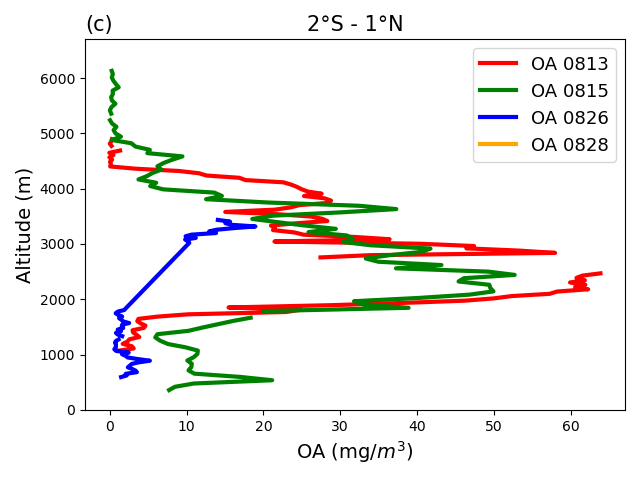 (c)
2°S - 1°N
OA 0813
OA 0815
OA 0826
OA 0828
Altitude (m)
6000
5000
4000
3000
2000
1000
0
0 10 20 30 40 50 60
OA (mg/m³)